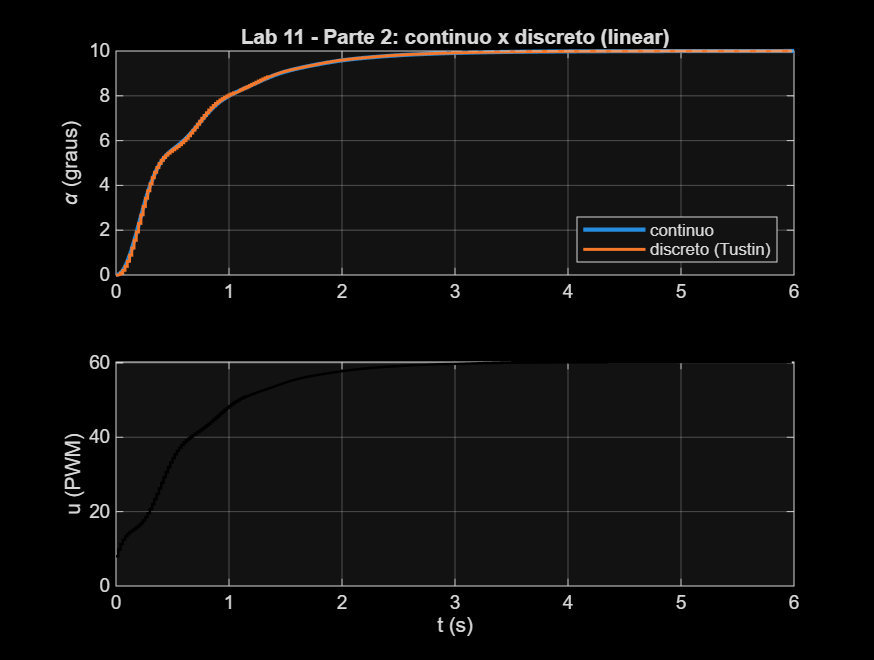 Lab 11 - Parte 2: continuo x discreto (linear)
10
8
6
4
2
0
α (graus)
continuo
discreto (Tustin)
0 1 2 3 4 5 6
60
40
20
0
u (PWM)
0 1 2 3 4 5 6
t (s)